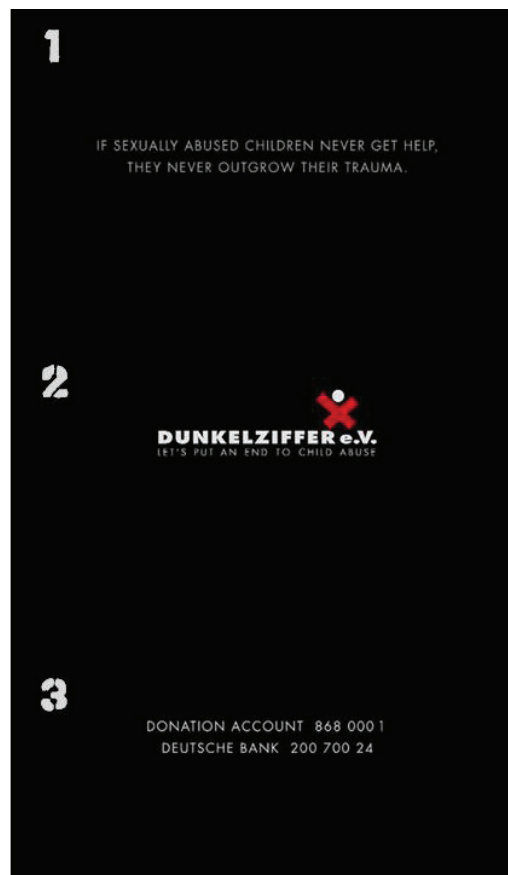 1
IF SEXUALLY ABUSED CHILDREN NEVER GET HELP,
THEY NEVER OUTGROW THEIR TRAUMA.
2
DUNKELZIFFER e.V.
LET'S PUT AN END TO CHILD ABUSE
3
DONATION ACCOUNT 868 000 1
DEUTSCHE BANK 200 700 24